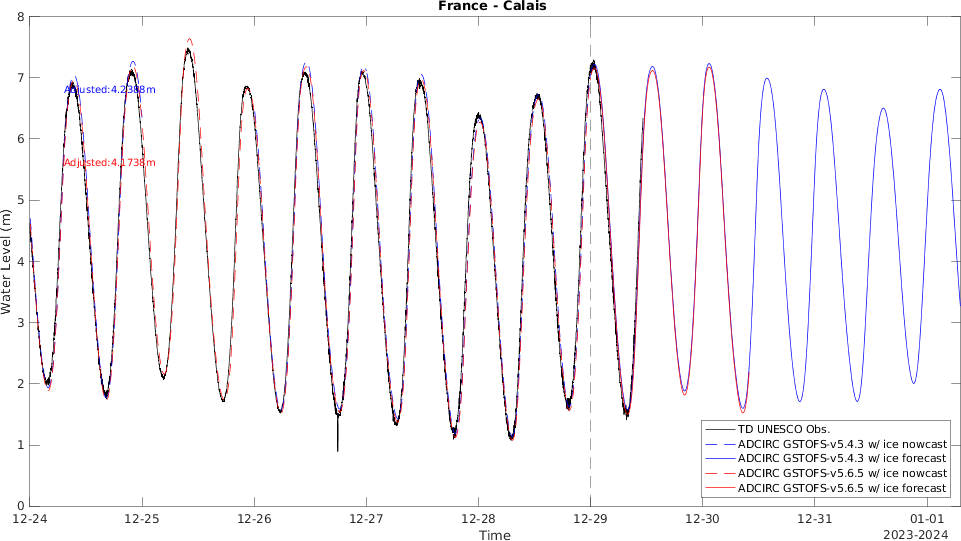 France - Calais
8
7
6
5
4
3
2
1
0
Water Level (m)
Adjusted:4.2388m
Adjusted:4.1738m
TD UNESCO Obs.
ADCIRC GSTOFS-v5.4.3 w/ ice nowcast
ADCIRC GSTOFS-v5.4.3 w/ ice forecast
ADCIRC GSTOFS-v5.6.5 w/ ice nowcast
ADCIRC GSTOFS-v5.6.5 w/ ice forecast
12-24 12-25 12-26 12-27 12-28 12-29 12-30 12-31 01-01
Time
2023-2024